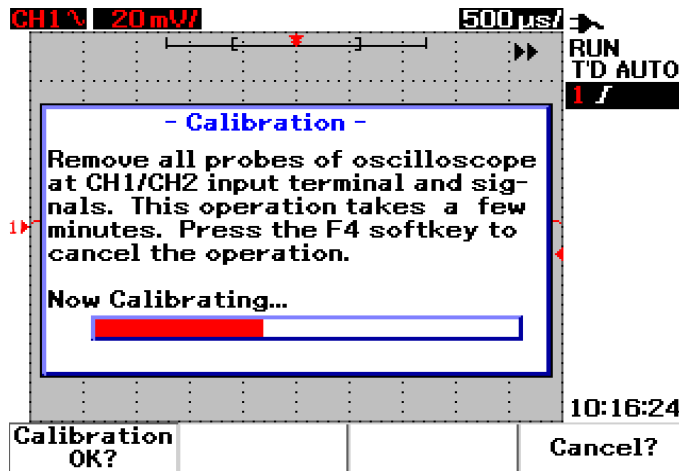 CH1 ∿ 20mV/ 500µs/
RUN
T'D AUTO
1
- Calibration -
Remove all probes of oscilloscope
at CH1/CH2 input terminal and sig-
nals. This operation takes a few
minutes. Press the F4 softkey to
cancel the operation.
1
Now Calibrating...
10:16:24
Calibration
OK?
Cancel?